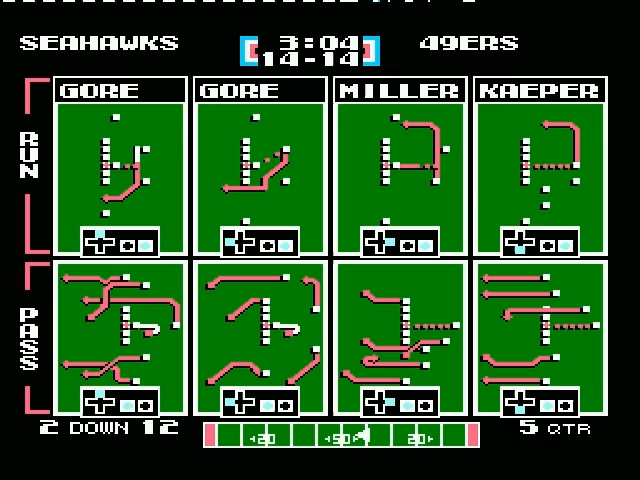 SEAHAWKS 3:04 49ERS
14-14
GORE GORE MILLER KAEPER
RUN
PASS
2 DOWN 12 5 QTR
20 50 20